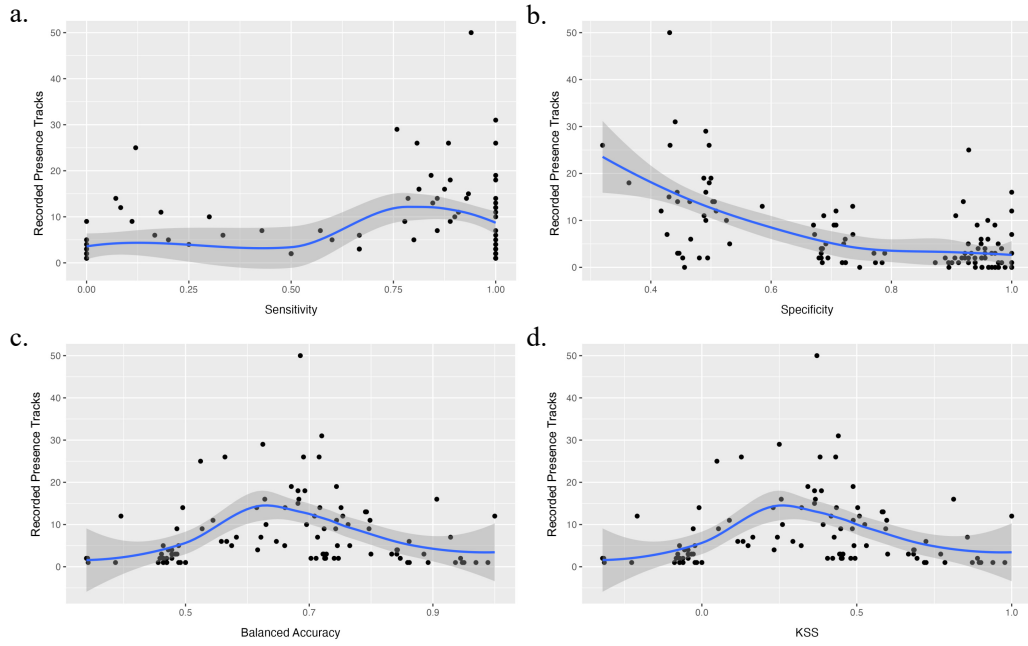 a.
50
40
30
20
10
0
Recorded Presence Tracks
0.00 0.25 0.50 0.75 1.00
Sensitivity
b.
50
40
30
20
10
0
Recorded Presence Tracks
0.4 0.6 0.8 1.0
Specificity
c.
50
40
30
20
10
0
Recorded Presence Tracks
0.5 0.7 0.9
Balanced Accuracy
d.
50
40
30
20
10
0
Recorded Presence Tracks
0.0 0.5 1.0
KSS